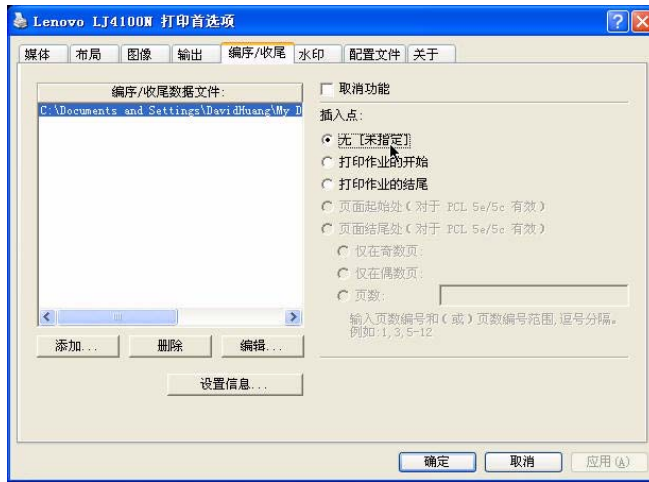 Lenovo LJ4100N 打印首选项
媒体 布局 图像 输出 编序/收尾 水印 配置文件 关于
编序/收尾数据文件:
C:\Documents and Settings\DavidHuang\My D
取消功能
插入点:
无 [未指定]
打印作业的开始
打印作业的结尾
页面起始处(对于 PCL 5e/5c 有效)
页面结尾处(对于 PCL 5e/5c 有效)
仅在奇数页:
仅在偶数页:
页数:
输入页数编号和(或)页数编号范围,逗号分隔。
例如:1,3,5-12
添加... 删除 编辑...
设置信息...
确定 取消 应用(A)